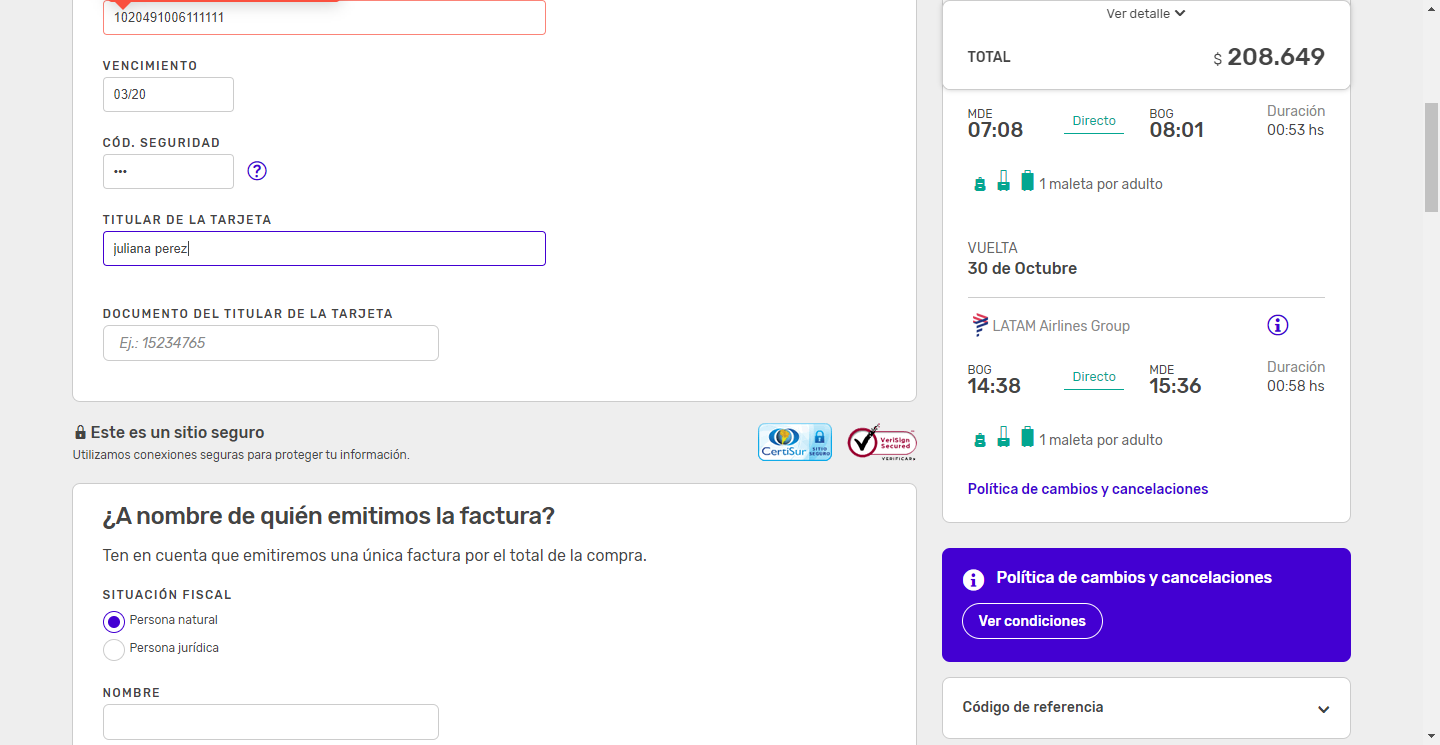 1020491006111111
VENCIMIENTO
03/20
CÓD. SEGURIDAD
•••
?
TITULAR DE LA TARJETA
juliana perez
DOCUMENTO DEL TITULAR DE LA TARJETA
Ej.: 15234765
Este es un sitio seguro
Utilizamos conexiones seguras para proteger tu información.
CertiSur SITIO SEGURO
VeriSign Secured
VERIFICAR▸
¿A nombre de quién emitimos la factura?
Ten en cuenta que emitiremos una única factura por el total de la compra.
SITUACIÓN FISCAL
Persona natural
Persona jurídica
NOMBRE
Ver detalle
TOTAL $ 208.649
MDE BOG Duración
07:08 Directo 08:01 00:53 hs
1 maleta por adulto
VUELTA
30 de Octubre
LATAM Airlines Group
BOG MDE Duración
14:38 Directo 15:36 00:58 hs
1 maleta por adulto
Política de cambios y cancelaciones
Política de cambios y cancelaciones
Ver condiciones
Código de referencia